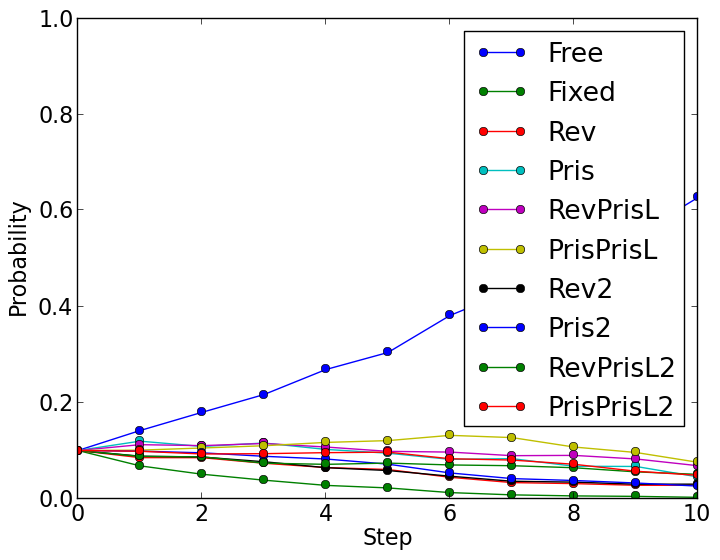 1.0
0.8
0.6
0.4
0.2
0.0
Probability
0
2
4
6
8
10
Step
Free
Fixed
Rev
Pris
RevPrisL
PrisPrisL
Rev2
Pris2
RevPrisL2
PrisPrisL2